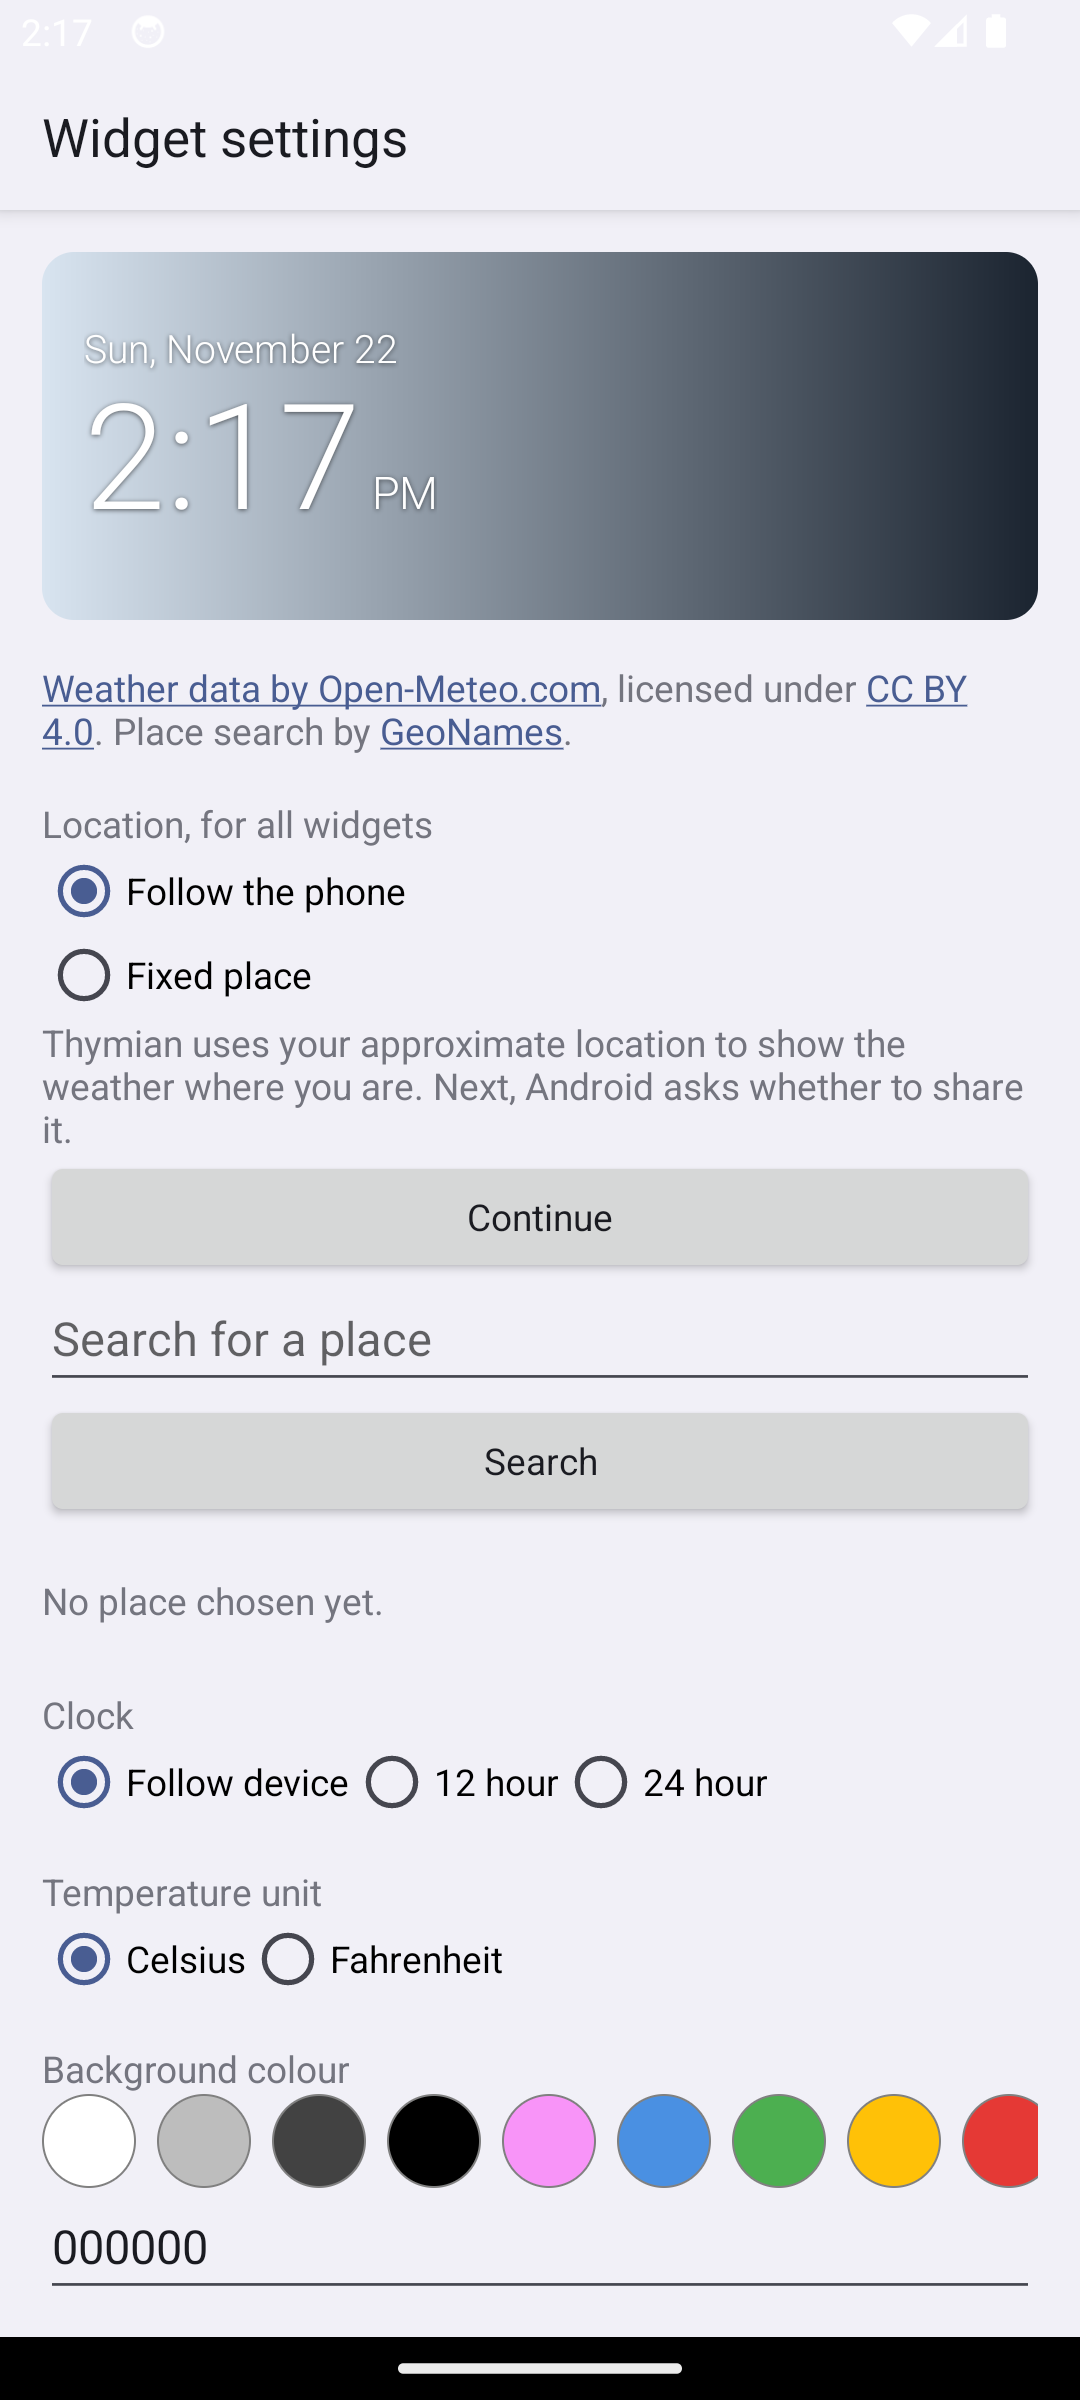 2:17
Widget settings
Sun, November 22
2:17 PM
Weather data by Open-Meteo.com, licensed under CC BY
4.0. Place search by GeoNames.
Location, for all widgets
Follow the phone
Fixed place
Thymian uses your approximate location to show the
weather where you are. Next, Android asks whether to share
it.
Continue
Search for a place
Search
No place chosen yet.
Clock
Follow device 12 hour 24 hour
Temperature unit
Celsius Fahrenheit
Background colour
000000